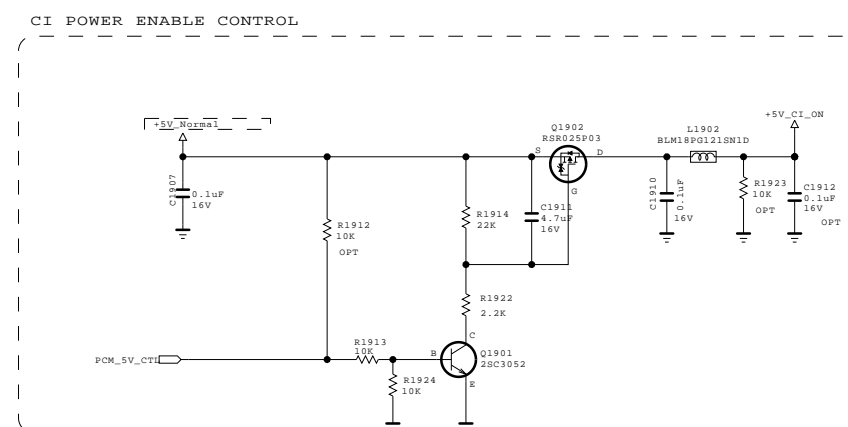 CI POWER ENABLE CONTROL
+5V_Normal
C1907
0.1uF
16V
R1912
10K
OPT
R1914
22K
C1911
4.7uF
16V
Q1902
RSR025P03
S
D
G
L1902
BLM18PG121SN1D
+5V_CI_ON
C1910
0.1uF
16V
R1923
10K
OPT
C1912
0.1uF
16V
OPT
R1922
2.2K
PCM_5V_CTL
R1913
10K
R1924
10K
B
C
E
Q1901
2SC3052